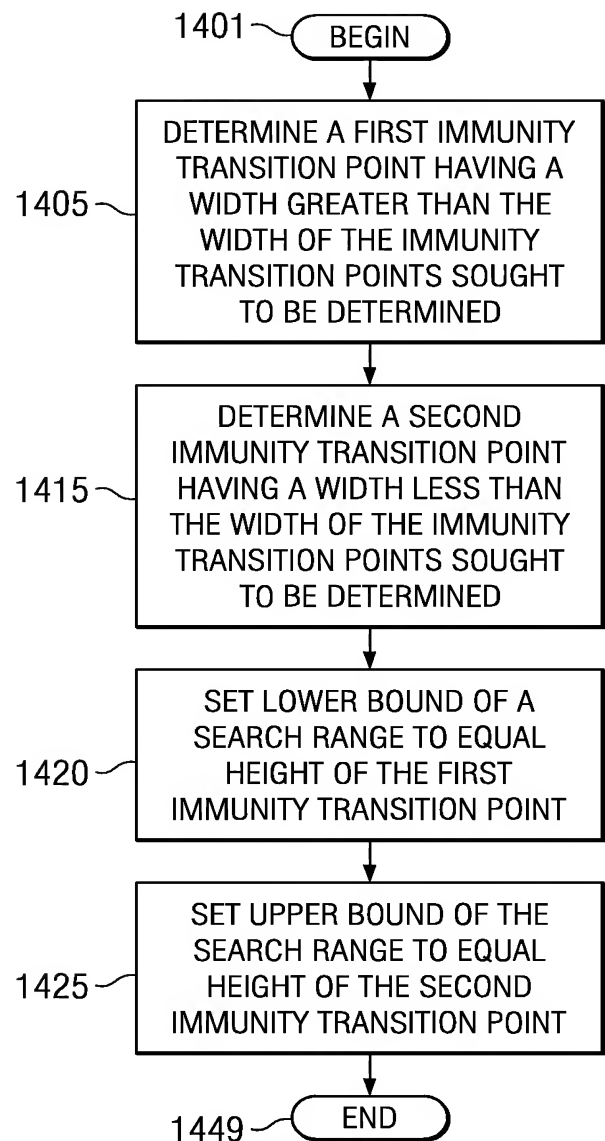 1401
BEGIN
DETERMINE A FIRST IMMUNITY
TRANSITION POINT HAVING A
WIDTH GREATER THAN THE
WIDTH OF THE IMMUNITY
TRANSITION POINTS SOUGHT
TO BE DETERMINED
1405
DETERMINE A SECOND
IMMUNITY TRANSITION POINT
HAVING A WIDTH LESS THAN
THE WIDTH OF THE IMMUNITY
TRANSITION POINTS SOUGHT
TO BE DETERMINED
1415
SET LOWER BOUND OF A
SEARCH RANGE TO EQUAL
HEIGHT OF THE FIRST
IMMUNITY TRANSITION POINT
1420
SET UPPER BOUND OF THE
SEARCH RANGE TO EQUAL
HEIGHT OF THE SECOND
IMMUNITY TRANSITION POINT
1425
END
1449